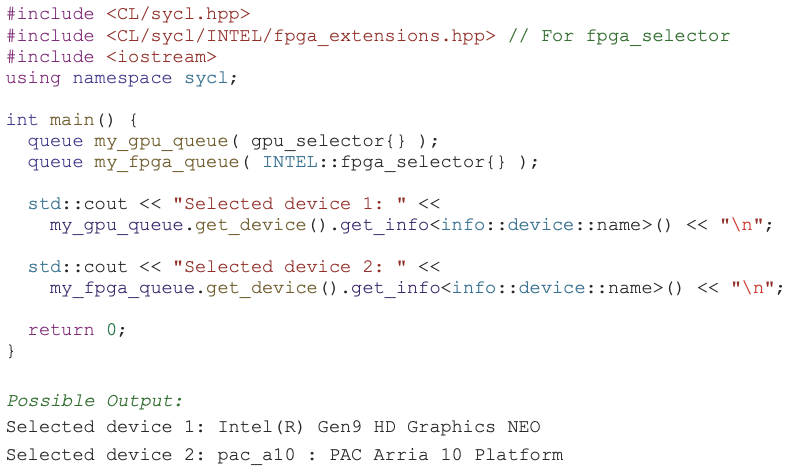 #include <CL/sycl.hpp>
#include <CL/sycl/INTEL/fpga_extensions.hpp> // For fpga_selector
#include <iostream>
using namespace sycl;

int main() {
  queue my_gpu_queue( gpu_selector{} );
  queue my_fpga_queue( INTEL::fpga_selector{} );

  std::cout << "Selected device 1: " <<
    my_gpu_queue.get_device().get_info<info::device::name>() << "\n";

  std::cout << "Selected device 2: " <<
    my_fpga_queue.get_device().get_info<info::device::name>() << "\n";

  return 0;
}

Possible Output:
Selected device 1: Intel(R) Gen9 HD Graphics NEO
Selected device 2: pac_a10 : PAC Arria 10 Platform